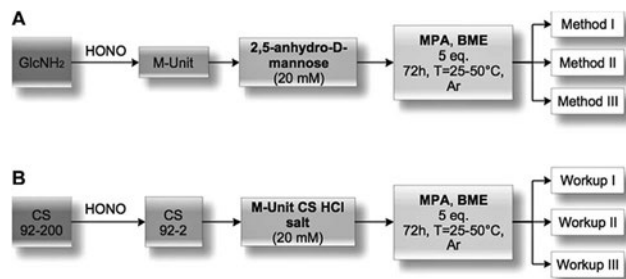 A
GlcNH₂
HONO
M-Unit
2,5-anhydro-D-
mannose
(20 mM)
MPA, BME
5 eq.
72h, T=25-50°C,
Ar
Method I
Method II
Method III
B
CS
92-200
HONO
CS
92-2
M-Unit CS HCl
salt
(20 mM)
MPA, BME
5 eq.
72h, T=25-50°C,
Ar
Workup I
Workup II
Workup III